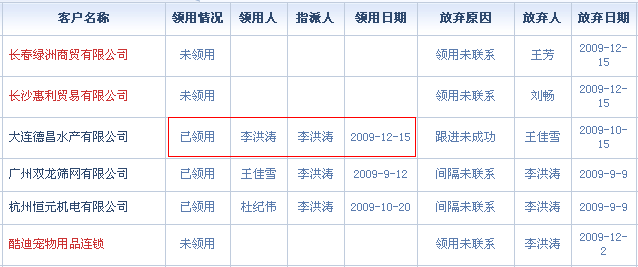 客户名称 领用情况 领用人 指派人 领用日期 放弃原因 放弃人 放弃日期
长春绿洲商贸有限公司 未领用 领用未联系 王芳 2009-12-15
长沙惠利贸易有限公司 未领用 领用未联系 刘畅 2009-12-15
大连德昌水产有限公司 已领用 李洪涛 李洪涛 2009-12-15 跟进未成功 王佳雪 2009-10-15
广州双龙筛网有限公司 已领用 王佳雪 李洪涛 2009-9-12 间隔未联系 李洪涛 2009-9-9
杭州恒元机电有限公司 已领用 杜纪伟 李洪涛 2009-10-20 间隔未联系 李洪涛 2009-9-9
酷迪宠物用品连锁 未领用 领用未联系 李洪涛 2009-12-2